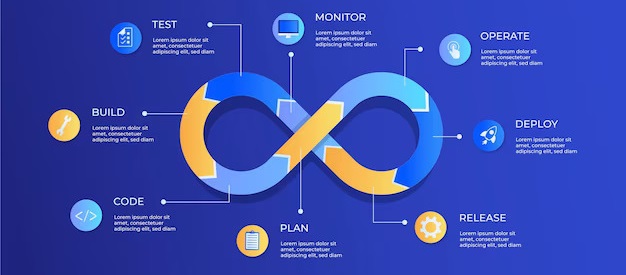 TEST
Lorem ipsum dolor sit
amet, consectetuer
adipiscing elit, sed diam
MONITOR
Lorem ipsum dolor sit
amet, consectetuer
adipiscing elit, sed diam
OPERATE
Lorem ipsum dolor sit
amet, consectetuer
adipiscing elit, sed diam
BUILD
Lorem ipsum dolor sit
amet, consectetuer
adipiscing elit, sed diam
DEPLOY
Lorem ipsum dolor sit
amet, consectetuer
adipiscing elit, sed diam
CODE
Lorem ipsum dolor sit
amet, consectetuer
adipiscing elit, sed diam
PLAN
Lorem ipsum dolor sit
amet, consectetuer
adipiscing elit, sed diam
RELEASE
Lorem ipsum dolor sit
amet, consectetuer
adipiscing elit, sed diam